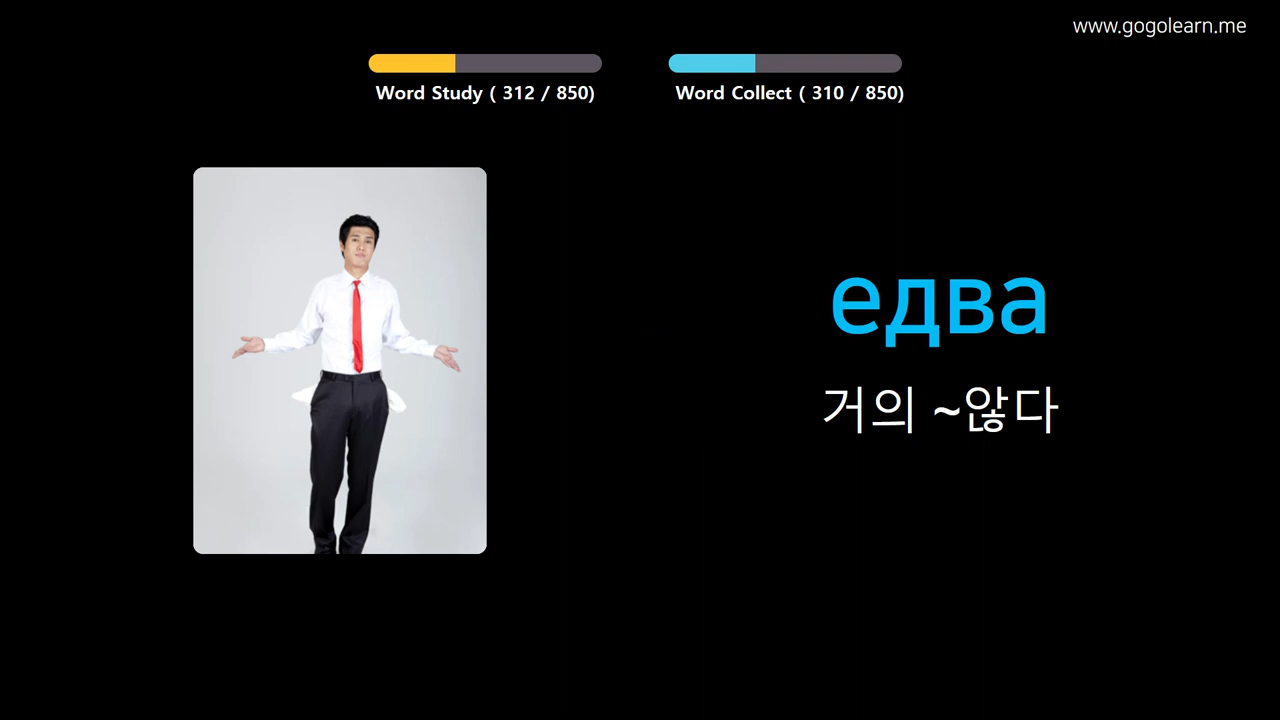 www.gogolearn.me
Word Study ( 312 / 850)
Word Collect ( 310 / 850)
едва
거의 ~않다